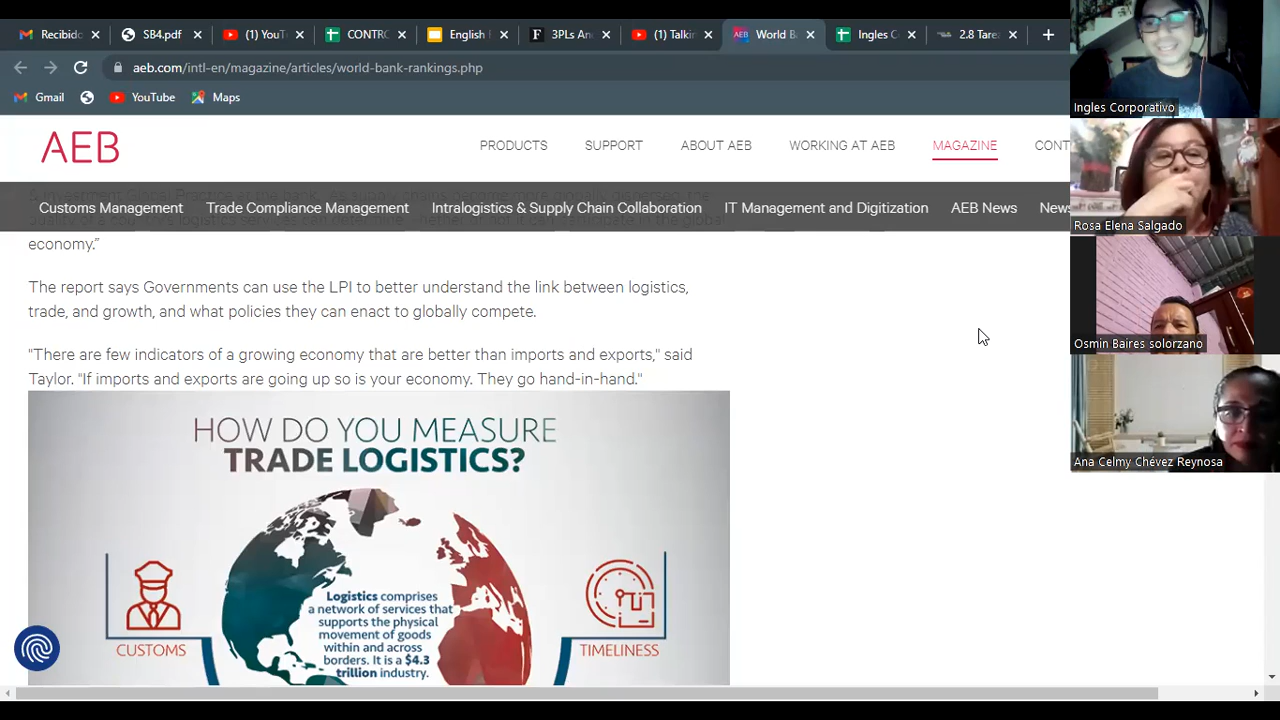 Recibido
SB4.pdf
(1) YouT
CONTRO
English
3PLs And
(1) Talkin
World Ba
Ingles Co
2.8 Tarea
aeb.com/intl-en/magazine/articles/world-bank-rankings.php
Gmail
YouTube
Maps
AEB
PRODUCTS
SUPPORT
ABOUT AEB
WORKING AT AEB
MAGAZINE
CONT
Customs Management
Trade Compliance Management
Intralogistics & Supply Chain Collaboration
IT Management and Digitization
AEB News
News
economy."
The report says Governments can use the LPI to better understand the link between logistics,
trade, and growth, and what policies they can enact to globally compete.
"There are few indicators of a growing economy that are better than imports and exports," said
Taylor. "If imports and exports are going up so is your economy. They go hand-in-hand."
HOW DO YOU MEASURE
TRADE LOGISTICS?
Logistics comprises
a network of services that
supports the physical
movement of goods
within and across
borders. It is a $4.3
trillion industry.
CUSTOMS
TIMELINESS
Ingles Corporativo
Rosa Elena Salgado
Osmin Baires solorzano
Ana Celmy Chévez Reynosa